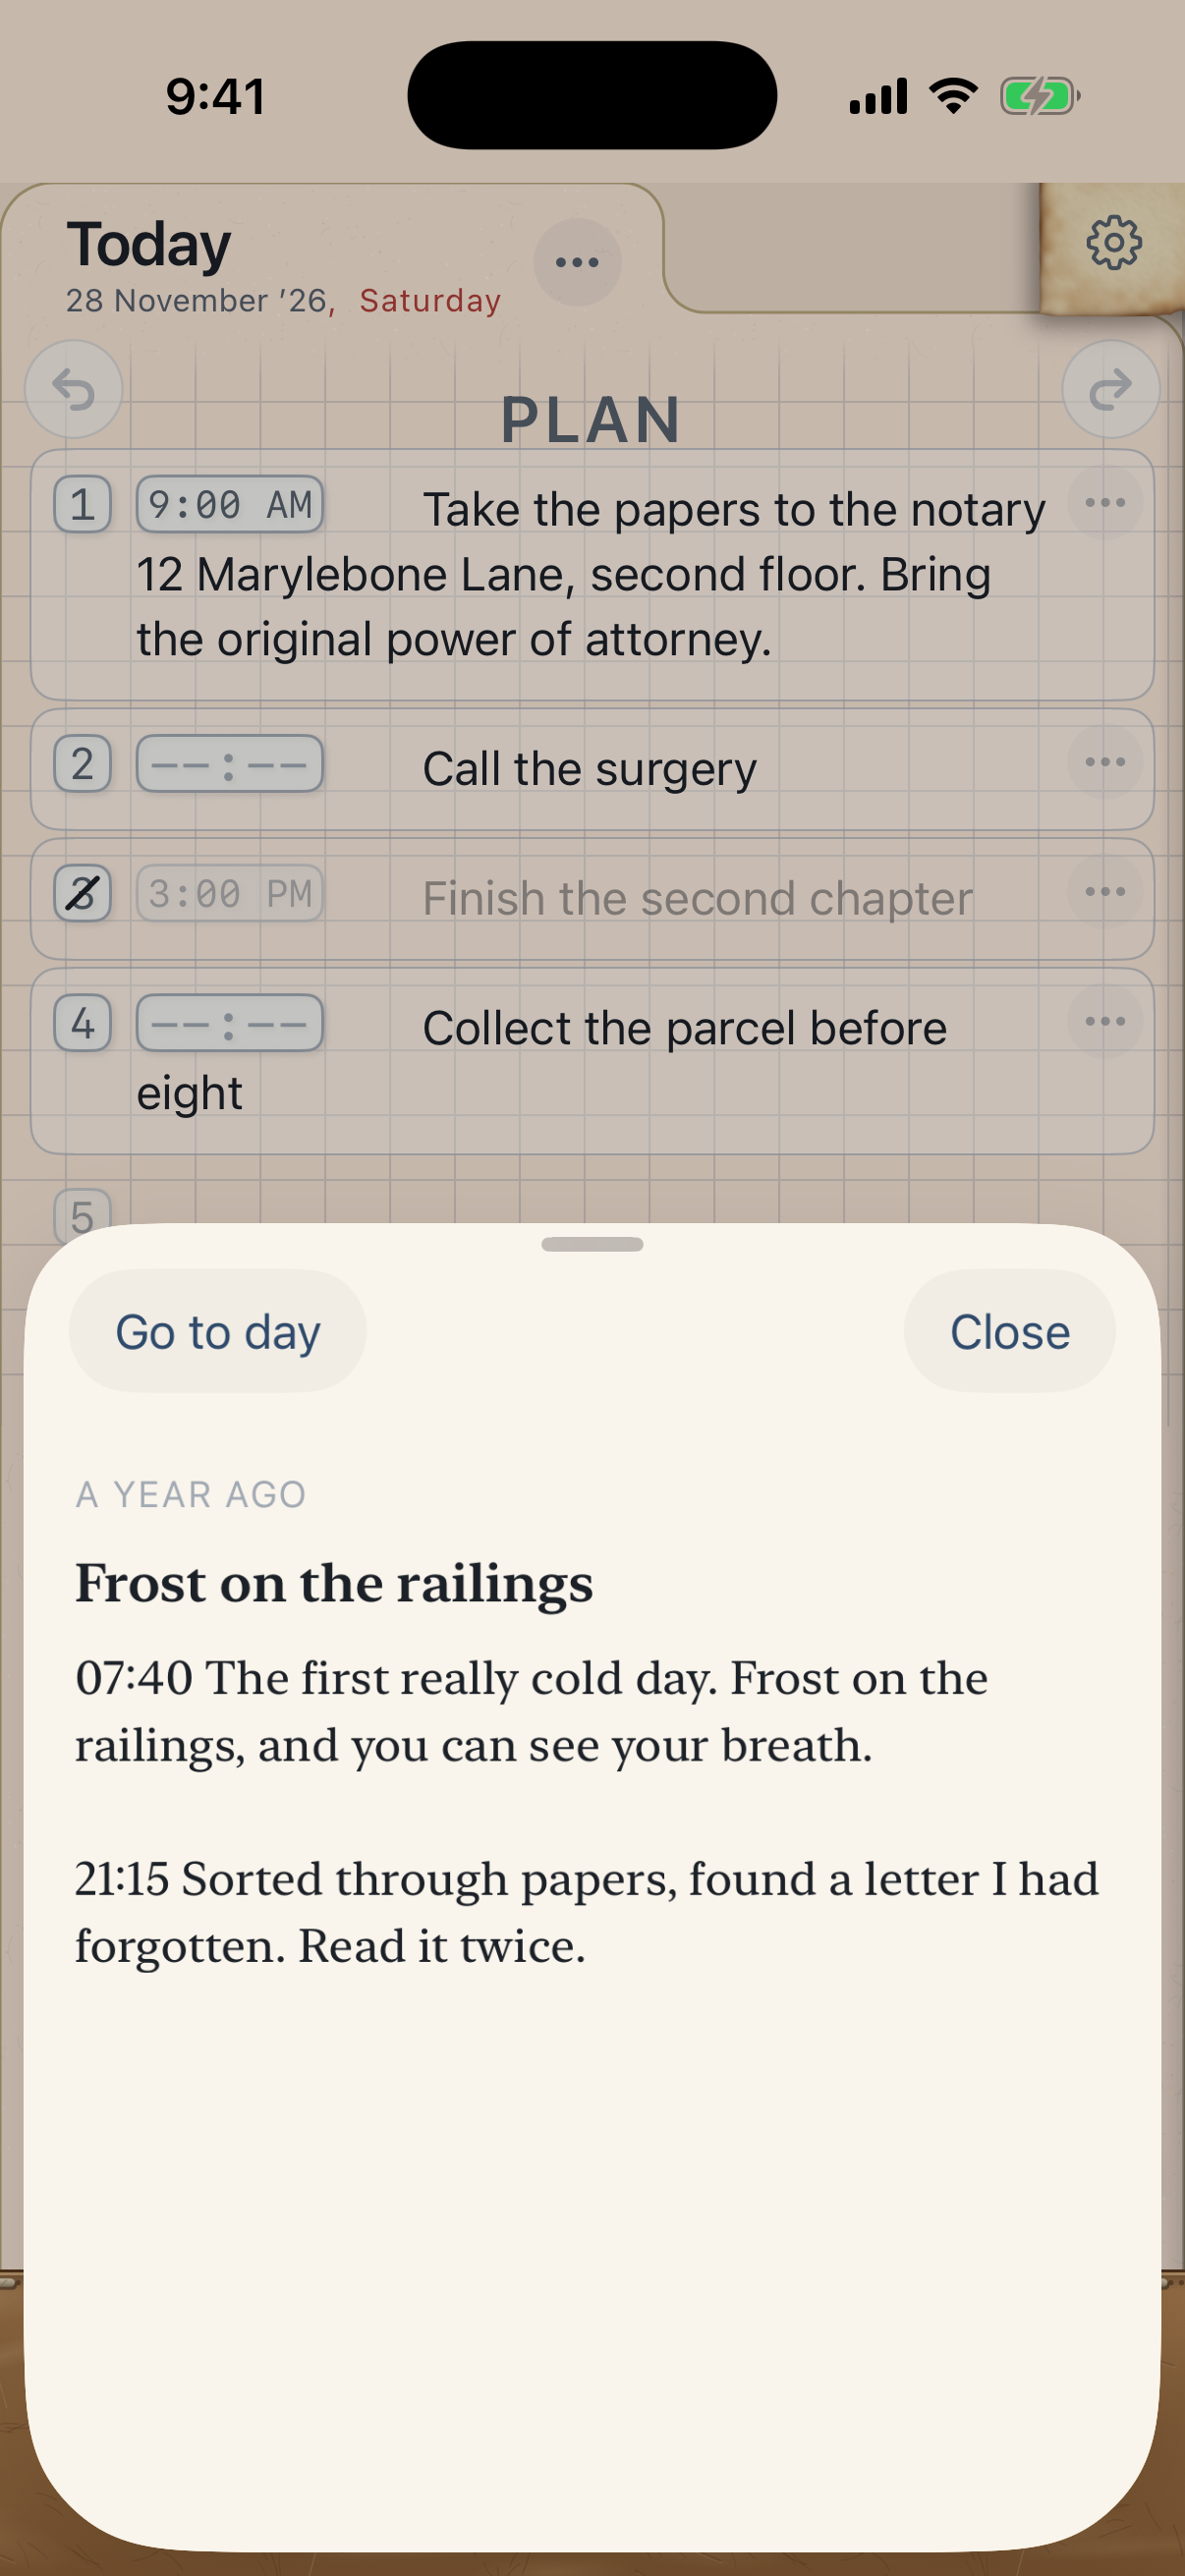 9:41
Today
28 November '26, Saturday
PLAN
1 9:00 AM Take the papers to the notary
12 Marylebone Lane, second floor. Bring
the original power of attorney.
2 --:-- Call the surgery
3 3:00 PM Finish the second chapter
4 --:-- Collect the parcel before
eight
5
Go to day
Close
A YEAR AGO
Frost on the railings
07:40 The first really cold day. Frost on the
railings, and you can see your breath.
21:15 Sorted through papers, found a letter I had
forgotten. Read it twice.